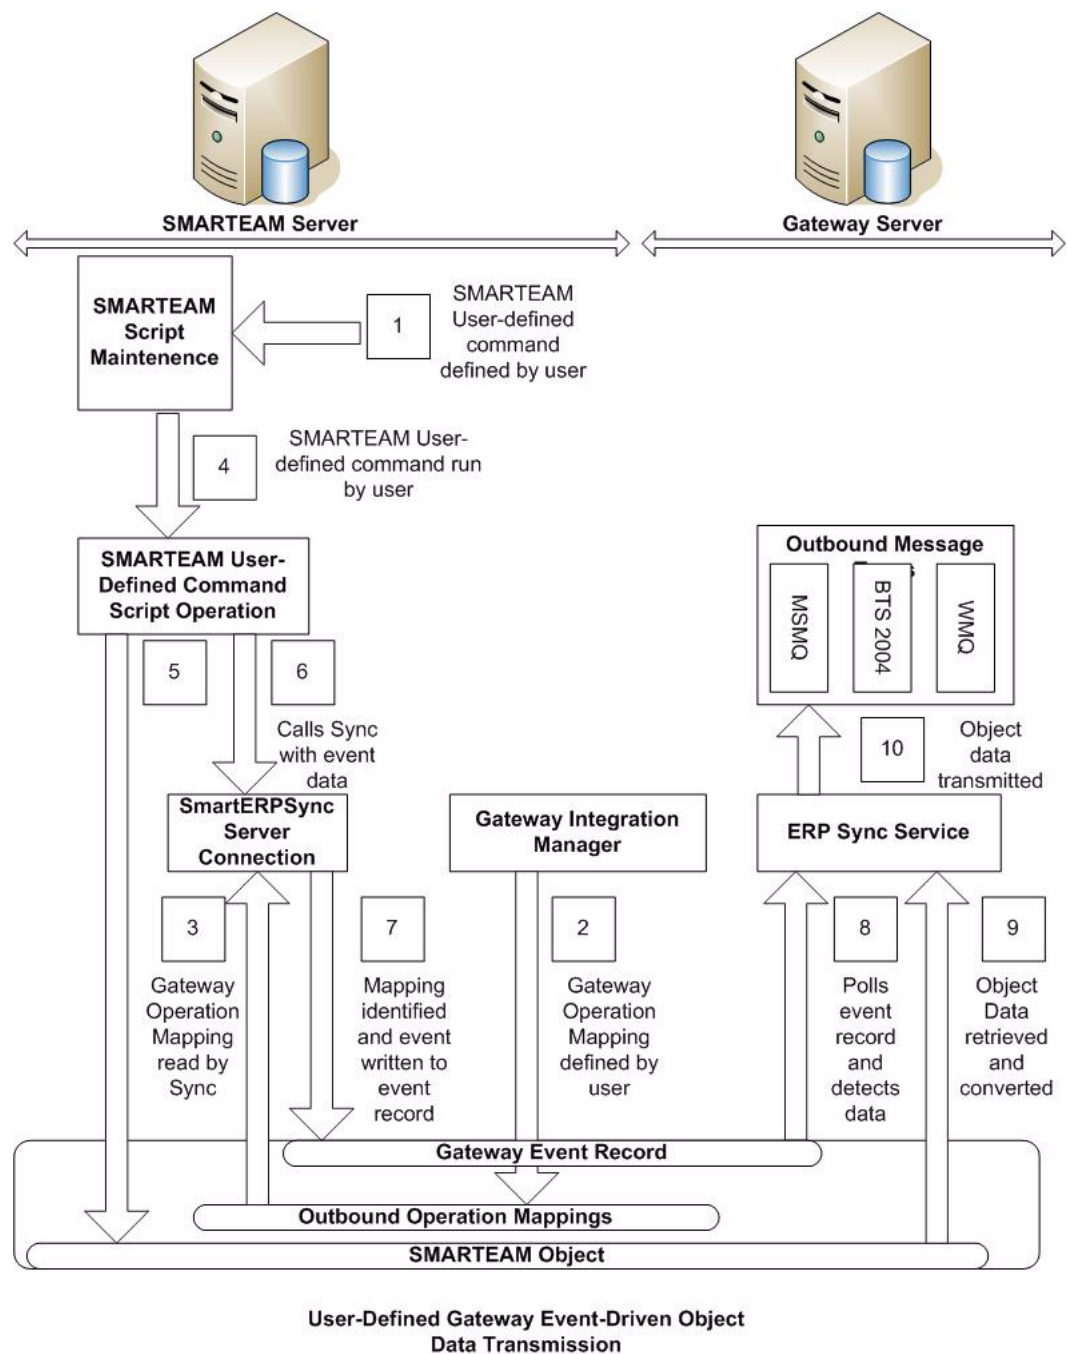 SMARTEAM Server
Gateway Server
SMARTEAM
Script
Maintenence
1
SMARTEAM
User-defined
command
defined by user
4
SMARTEAM User-
defined command run
by user
SMARTEAM User-
Defined Command
Script Operation
Outbound Message
MSMQ
BTS 2004
WMQ
5
6
Calls Sync
with event
data
10
Object
data
transmitted
SmartERPSync
Server
Connection
Gateway Integration
Manager
ERP Sync Service
3
Gateway
Operation
Mapping
read by
Sync
7
Mapping
identified
and event
written to
event
record
2
Gateway
Operation
Mapping
defined by
user
8
Polls
event
record
and
detects
data
9
Object
Data
retrieved
and
converted
Gateway Event Record
Outbound Operation Mappings
SMARTEAM Object
User-Defined Gateway Event-Driven Object
Data Transmission